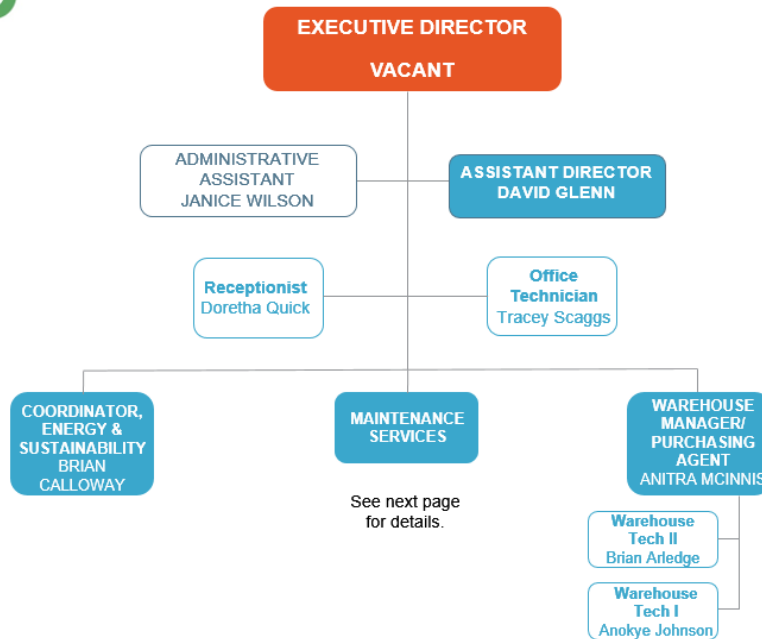 EXECUTIVE DIRECTOR
VACANT
ADMINISTRATIVE
ASSISTANT
JANICE WILSON
ASSISTANT DIRECTOR
DAVID GLENN
Receptionist
Doretha Quick
Office
Technician
Tracey Scaggs
COORDINATOR,
ENERGY &
SUSTAINABILITY
BRIAN
CALLOWAY
MAINTENANCE
SERVICES
See next page
for details.
WAREHOUSE
MANAGER/
PURCHASING
AGENT
ANITRA MCINNIS
Warehouse
Tech II
Brian Arledge
Warehouse
Tech I
Anokye Johnson